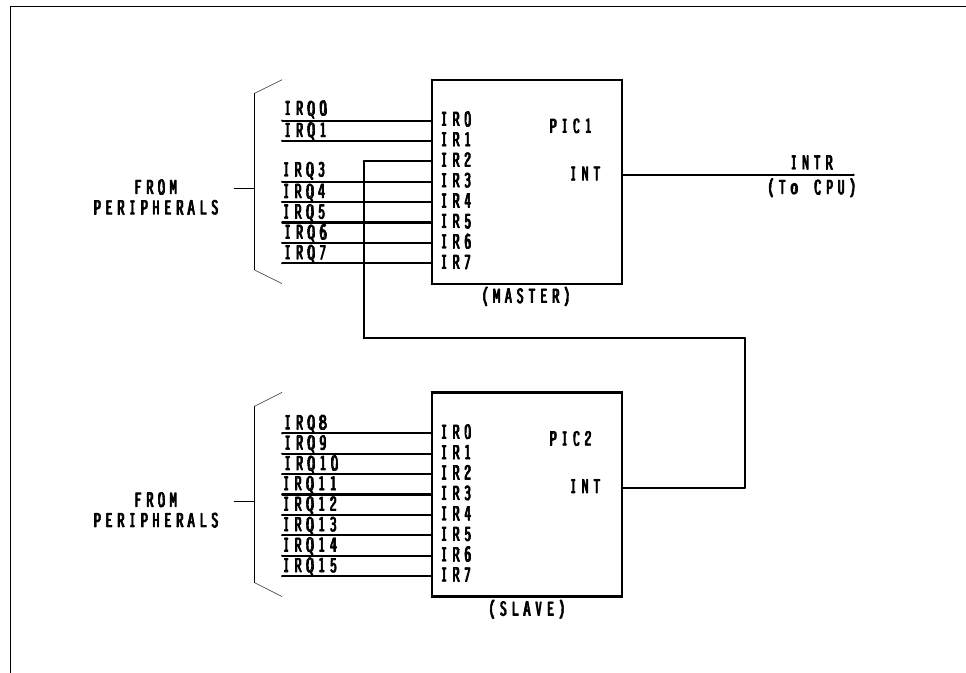 IRQ0
IRQ1
IRQ3
IRQ4
IRQ5
IRQ6
IRQ7
FROM
PERIPHERALS
IR0
IR1
IR2
IR3
IR4
IR5
IR6
IR7
PIC1
INT
(MASTER)
INTR
(To CPU)
IRQ8
IRQ9
IRQ10
IRQ11
IRQ12
IRQ13
IRQ14
IRQ15
FROM
PERIPHERALS
IR0
IR1
IR2
IR3
IR4
IR5
IR6
IR7
PIC2
INT
(SLAVE)